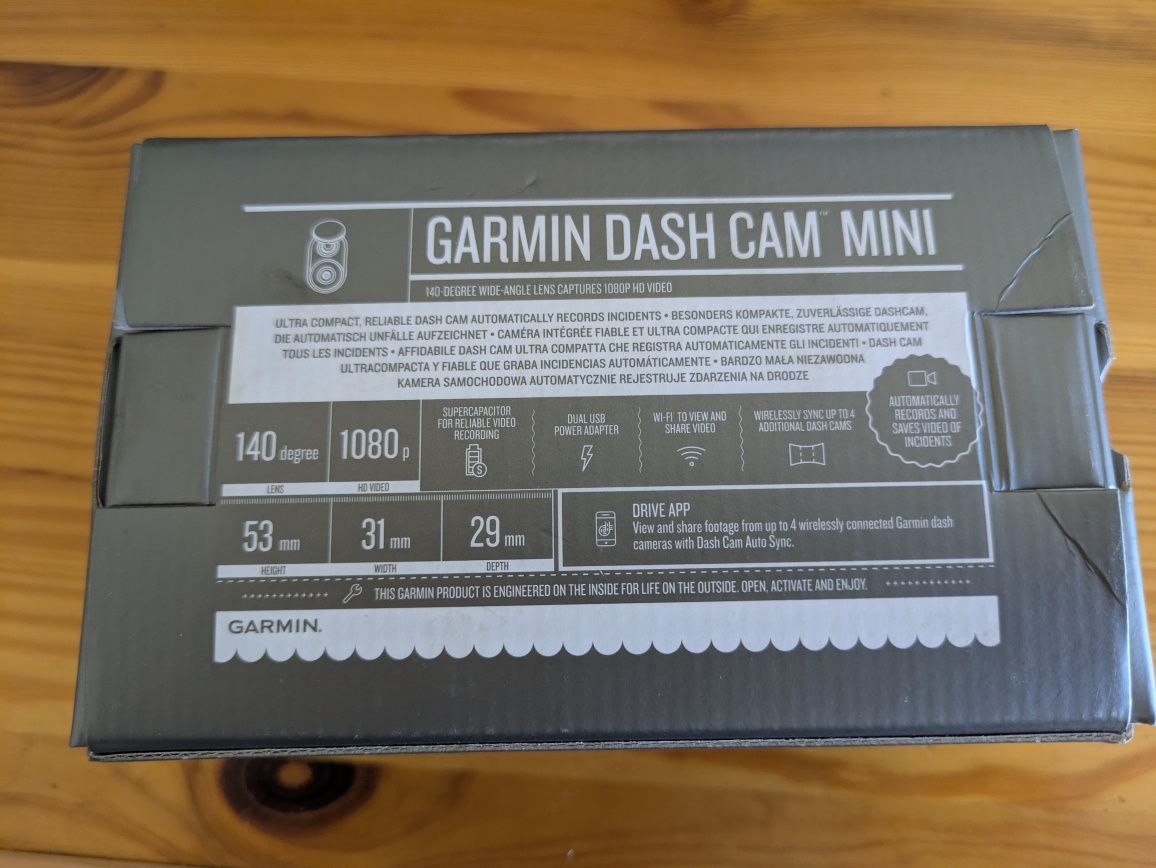 GARMIN DASH CAM™ MINI
140-DEGREE WIDE-ANGLE LENS CAPTURES 1080P HD VIDEO
ULTRA COMPACT, RELIABLE DASH CAM AUTOMATICALLY RECORDS INCIDENTS • BESONDERS KOMPAKTE, ZUVERLÄSSIGE DASHCAM,
DIE AUTOMATISCH UNFÄLLE AUFZEICHNET • CAMÉRA INTÉGRÉE FIABLE ET ULTRA COMPACTE QUI ENREGISTRE AUTOMATIQUEMENT
TOUS LES INCIDENTS • AFFIDABILE DASH CAM ULTRA COMPATTA CHE REGISTRA AUTOMATICAMENTE GLI INCIDENTI • DASH CAM
ULTRACOMPACTA Y FIABLE QUE GRABA INCIDENCIAS AUTOMÁTICAMENTE • BARDZO MAŁA NIEZAWODNA
KAMERA SAMOCHODOWA AUTOMATYCZNIE REJESTRUJE ZDARZENIA NA DRODZE
AUTOMATICALLY
RECORDS AND
SAVES VIDEO OF
INCIDENTS
140 degree
LENS
1080 p
HD VIDEO
SUPERCAPACITOR
FOR RELIABLE VIDEO
RECORDING
DUAL USB
POWER ADAPTER
WI-FI TO VIEW AND
SHARE VIDEO
WIRELESSLY SYNC UP TO 4
ADDITIONAL DASH CAMS
53 mm
HEIGHT
31 mm
WIDTH
29 mm
DEPTH
DRIVE APP
View and share footage from up to 4 wirelessly connected Garmin dash
cameras with Dash Cam Auto Sync.
THIS GARMIN PRODUCT IS ENGINEERED ON THE INSIDE FOR LIFE ON THE OUTSIDE. OPEN, ACTIVATE AND ENJOY.
GARMIN.